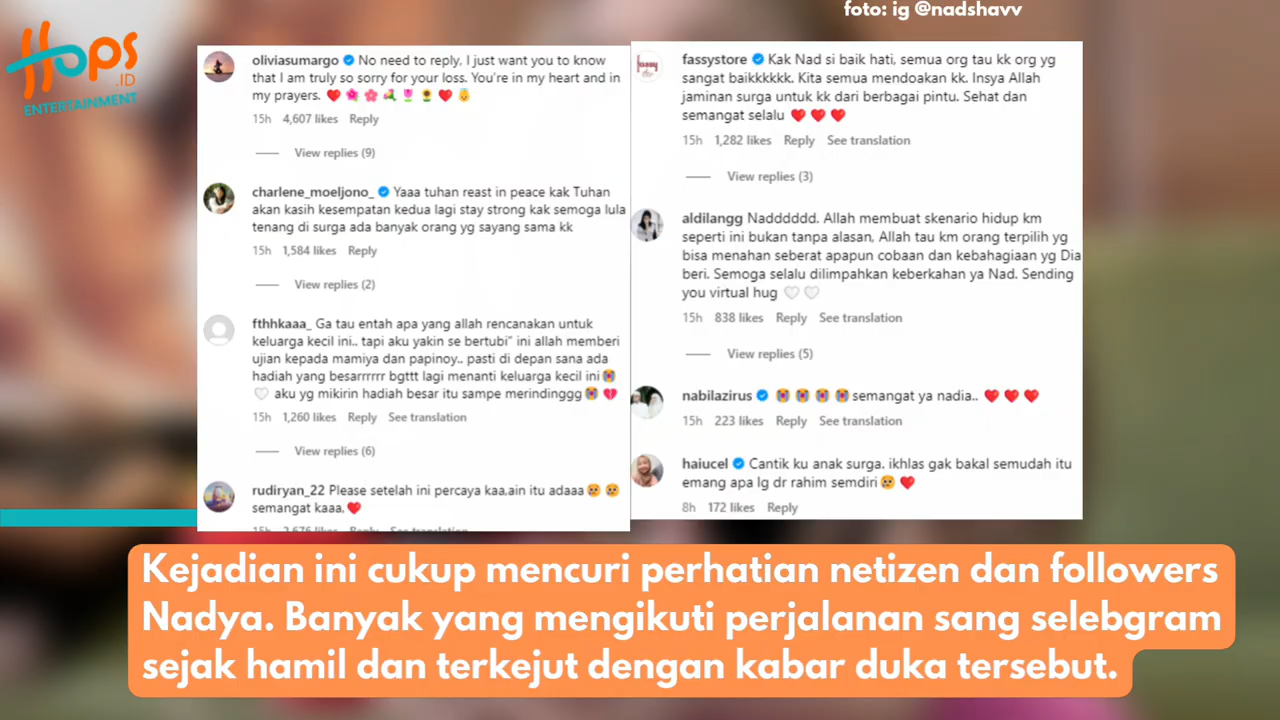 foto: ig @nadshavv
Hops
.ID
ENTERTAINMENT
oliviasumargo No need to reply, I just want you to know
that I am truly so sorry for your loss. You're in my heart and in
my prayers. ❤️🌺🌸💐🌷🌻❤️👼
15h 4,607 likes Reply
View replies (9)
charlene_moeljono_ Yaaa tuhan reast in peace kak Tuhan
akan kasih kesempatan kedua lagi stay strong kak semoga lula
tenang di surga ada banyak orang yg sayang sama kk
15h 1,584 likes Reply
View replies (2)
fthhkaaa_ Ga tau entah apa yang allah rencanakan untuk
keluarga kecil ini.. tapi aku yakin se bertubi" ini allah memberi
ujian kepada mamiya dan papinoy.. pasti di depan sana ada
hadiah yang besarrrrrr bgttt lagi menanti keluarga kecil ini😭
🤍 aku yg mikirin hadiah besar itu sampe merindinggg😭💔
15h 1,260 likes Reply See translation
View replies (6)
rudiryan_22 Please setelah ini percaya kaa,ain itu adaaa😢😢
semangat kaaa,❤️
15h 2,676 likes Reply See translation
fassystore Kak Nad si baik hati, semua org tau kk org yg
sangat baikkkkkk. Kita semua mendoakan kk. Insya Allah
jaminan surga untuk kk dari berbagai pintu. Sehat dan
semangat selalu ❤️❤️❤️
15h 1,282 likes Reply See translation
View replies (3)
aldilangg Nadddddd. Allah membuat skenario hidup km
seperti ini bukan tanpa alasan, Allah tau km orang terpilih yg
bisa menahan seberat apapun cobaan dan kebahagiaan yg Dia
beri. Semoga selalu dilimpahkan keberkahan ya Nad. Sending
you virtual hug 🤍🤍
15h 838 likes Reply See translation
View replies (5)
nabilazirus 😭😭😭😭semangat ya nadia.. ❤️❤️❤️
15h 223 likes Reply See translation
haiucel Cantik ku anak surga. ikhlas gak bakal semudah itu
emang apa lg dr rahim semdiri😢❤️
8h 172 likes Reply
Kejadian ini cukup mencuri perhatian netizen dan followers
Nadya. Banyak yang mengikuti perjalanan sang selebgram
sejak hamil dan terkejut dengan kabar duka tersebut.